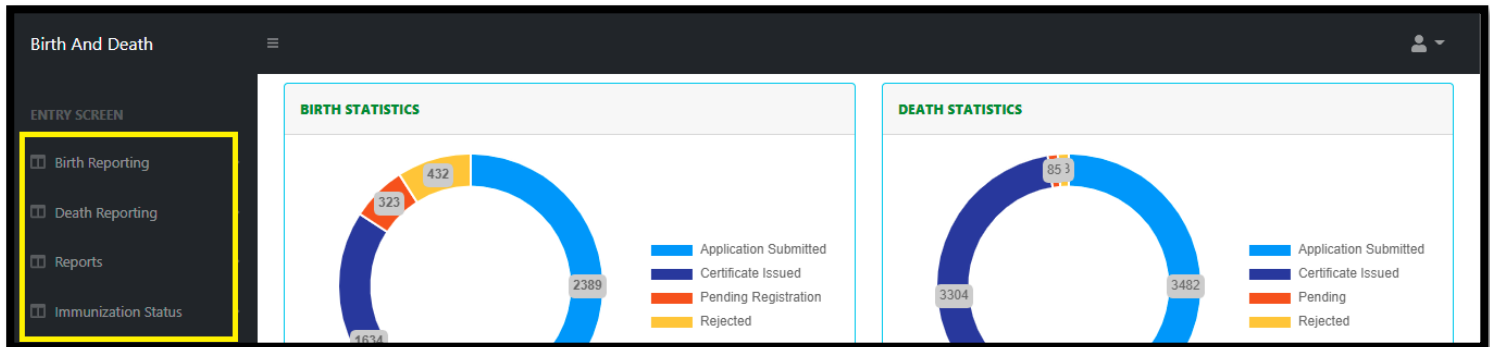 Birth And Death
ENTRY SCREEN
Birth Reporting
Death Reporting
Reports
Immunization Status
BIRTH STATISTICS
432
323
2389
1634
Application Submitted
Certificate Issued
Pending Registration
Rejected
DEATH STATISTICS
85
3304
3482
Application Submitted
Certificate Issued
Pending
Rejected